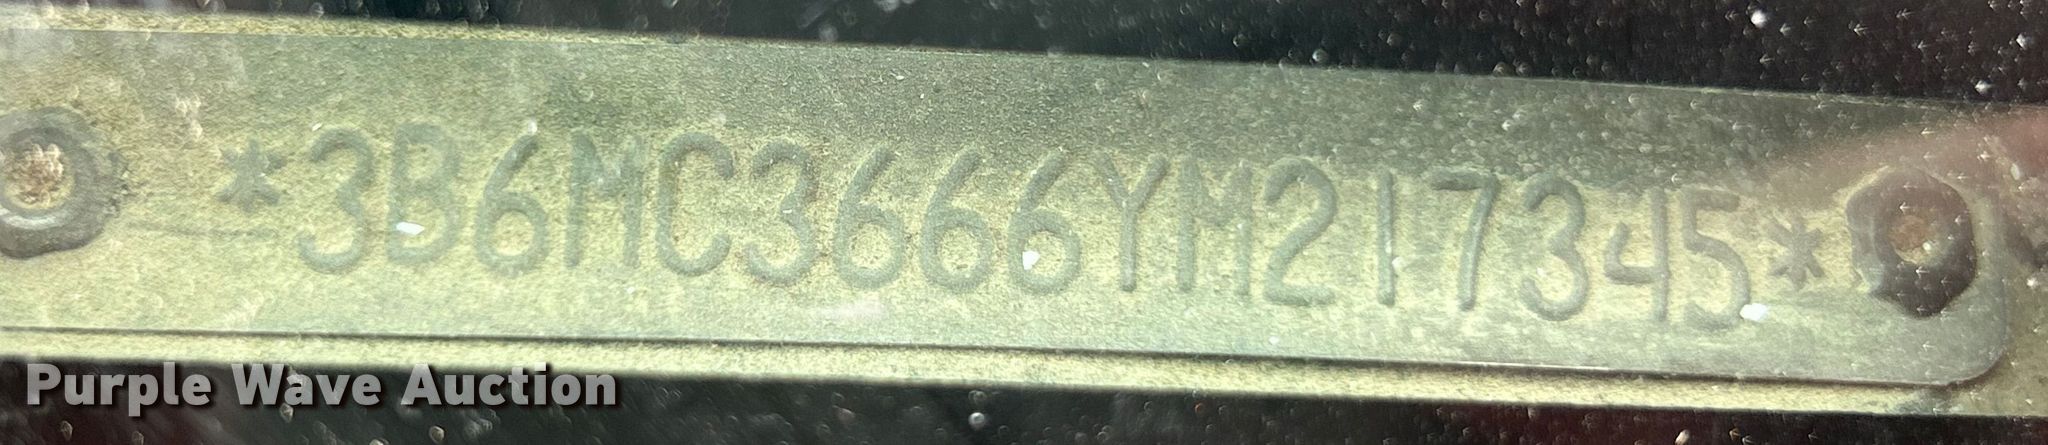 *3B6MC3666YM217345*
Purple Wave Auction